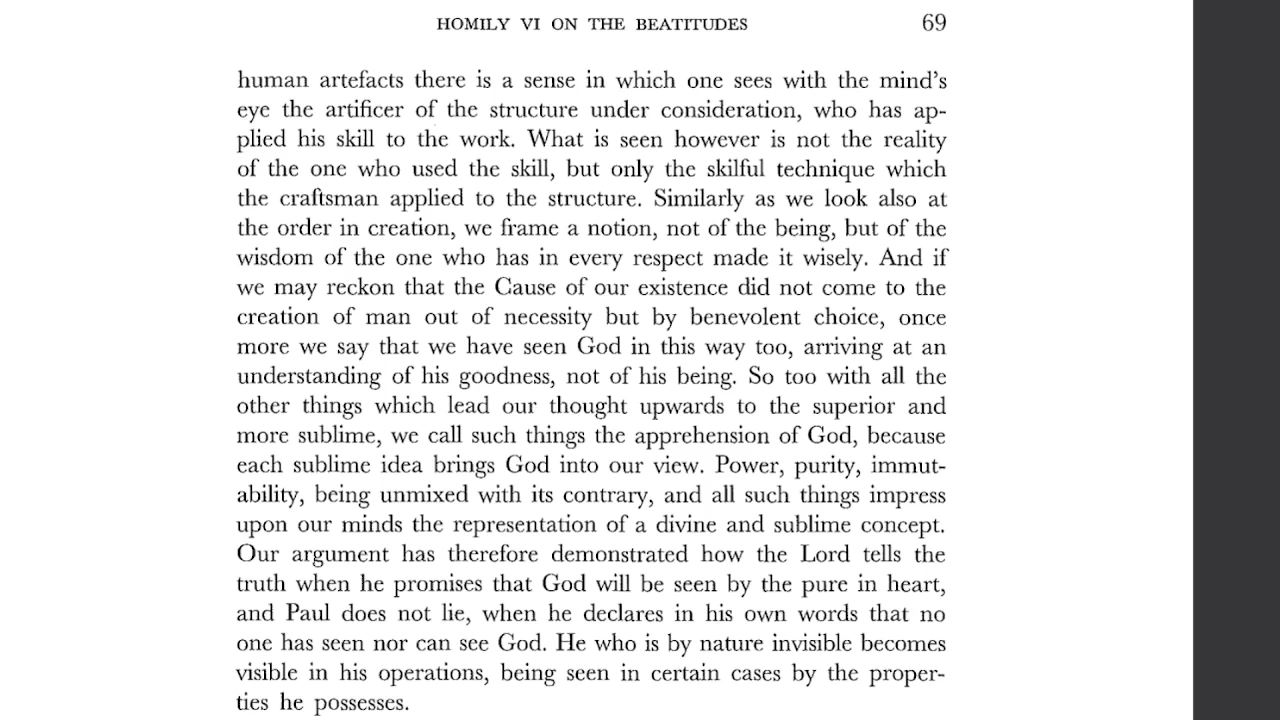 HOMILY VI ON THE BEATITUDES 69
human artefacts there is a sense in which one sees with the mind's
eye the artificer of the structure under consideration, who has ap-
plied his skill to the work. What is seen however is not the reality
of the one who used the skill, but only the skilful technique which
the craftsman applied to the structure. Similarly as we look also at
the order in creation, we frame a notion, not of the being, but of the
wisdom of the one who has in every respect made it wisely. And if
we may reckon that the Cause of our existence did not come to the
creation of man out of necessity but by benevolent choice, once
more we say that we have seen God in this way too, arriving at an
understanding of his goodness, not of his being. So too with all the
other things which lead our thought upwards to the superior and
more sublime, we call such things the apprehension of God, because
each sublime idea brings God into our view. Power, purity, immut-
ability, being unmixed with its contrary, and all such things impress
upon our minds the representation of a divine and sublime concept.
Our argument has therefore demonstrated how the Lord tells the
truth when he promises that God will be seen by the pure in heart,
and Paul does not lie, when he declares in his own words that no
one has seen nor can see God. He who is by nature invisible becomes
visible in his operations, being seen in certain cases by the proper-
ties he possesses.